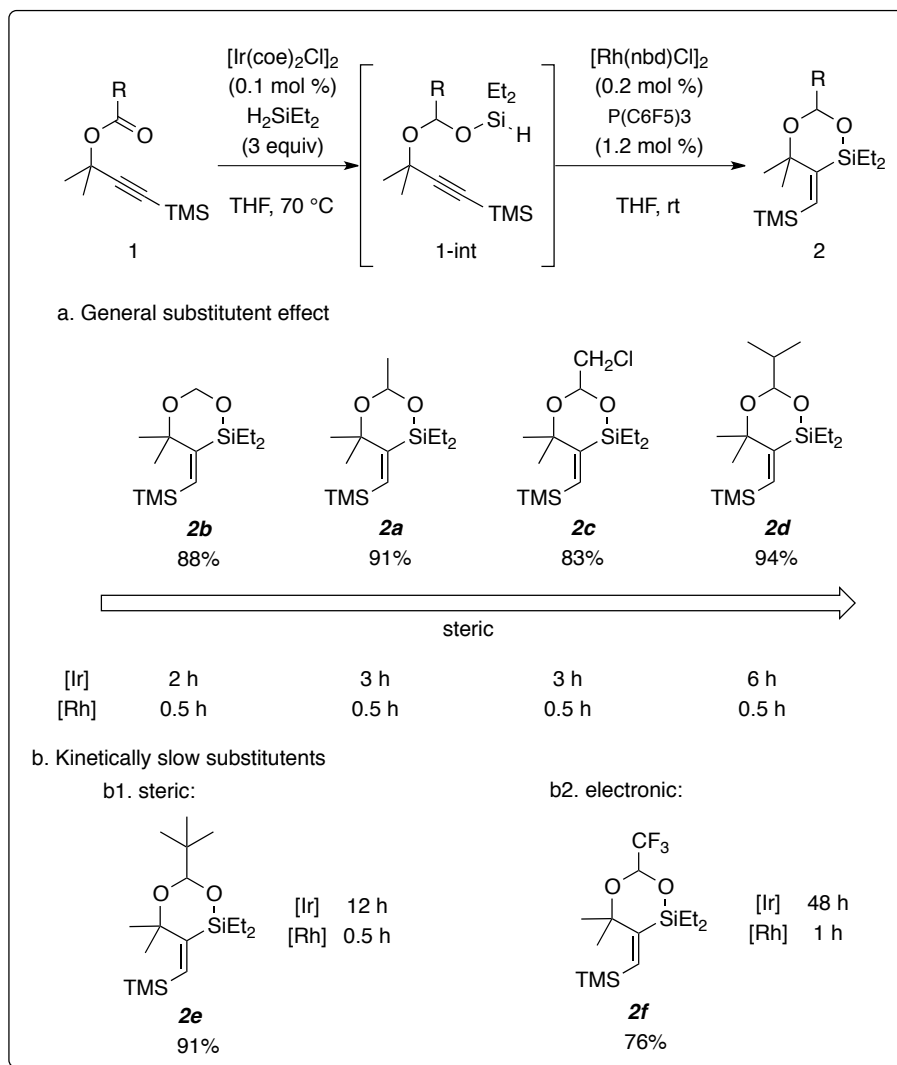 [Ir(coe)2Cl]2
(0.1 mol %)
H2SiEt2
(3 equiv)
THF, 70 °C
[Rh(nbd)Cl]2
(0.2 mol %)
P(C6F5)3
(1.2 mol %)
THF, rt
R
O
O
TMS
1
R
Et2
Si
H
O
O
TMS
1-int
R
O
O
SiEt2
TMS
2
a. General substitutent effect
CH2Cl
O O O O O O O O
SiEt2 SiEt2 SiEt2 SiEt2
TMS TMS TMS TMS
2b 2a 2c 2d
88% 91% 83% 94%
steric
[Ir] 2 h 3 h 3 h 6 h
[Rh] 0.5 h 0.5 h 0.5 h 0.5 h
b. Kinetically slow substitutents
b1. steric:
O O
SiEt2
TMS
2e
91%
[Ir] 12 h
[Rh] 0.5 h
b2. electronic:
CF3
O O
SiEt2
TMS
2f
76%
[Ir] 48 h
[Rh] 1 h